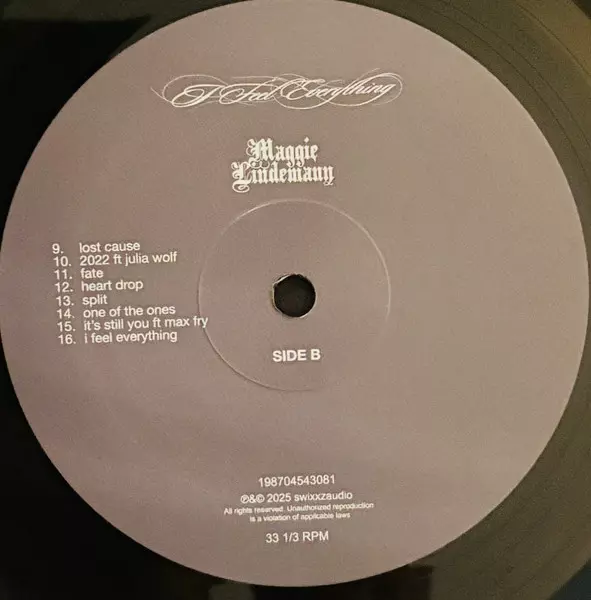 I Feel Everything
Maggie
Lindemann
9. lost cause
10. 2022 ft julia wolf
11. fate
12. heart drop
13. split
14. one of the ones
15. it's still you ft max fry
16. i feel everything
SIDE B
198704543081
℗&© 2025 swixxzaudio
All rights reserved. Unauthorized reproduction
is a violation of applicable laws
33 1/3 RPM